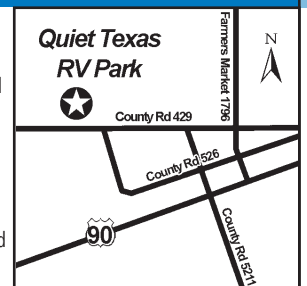 Quiet Texas
RV Park
N
Farmers Market 1796
County Rd 429
County Rd 526
90
County Rd 5211
d